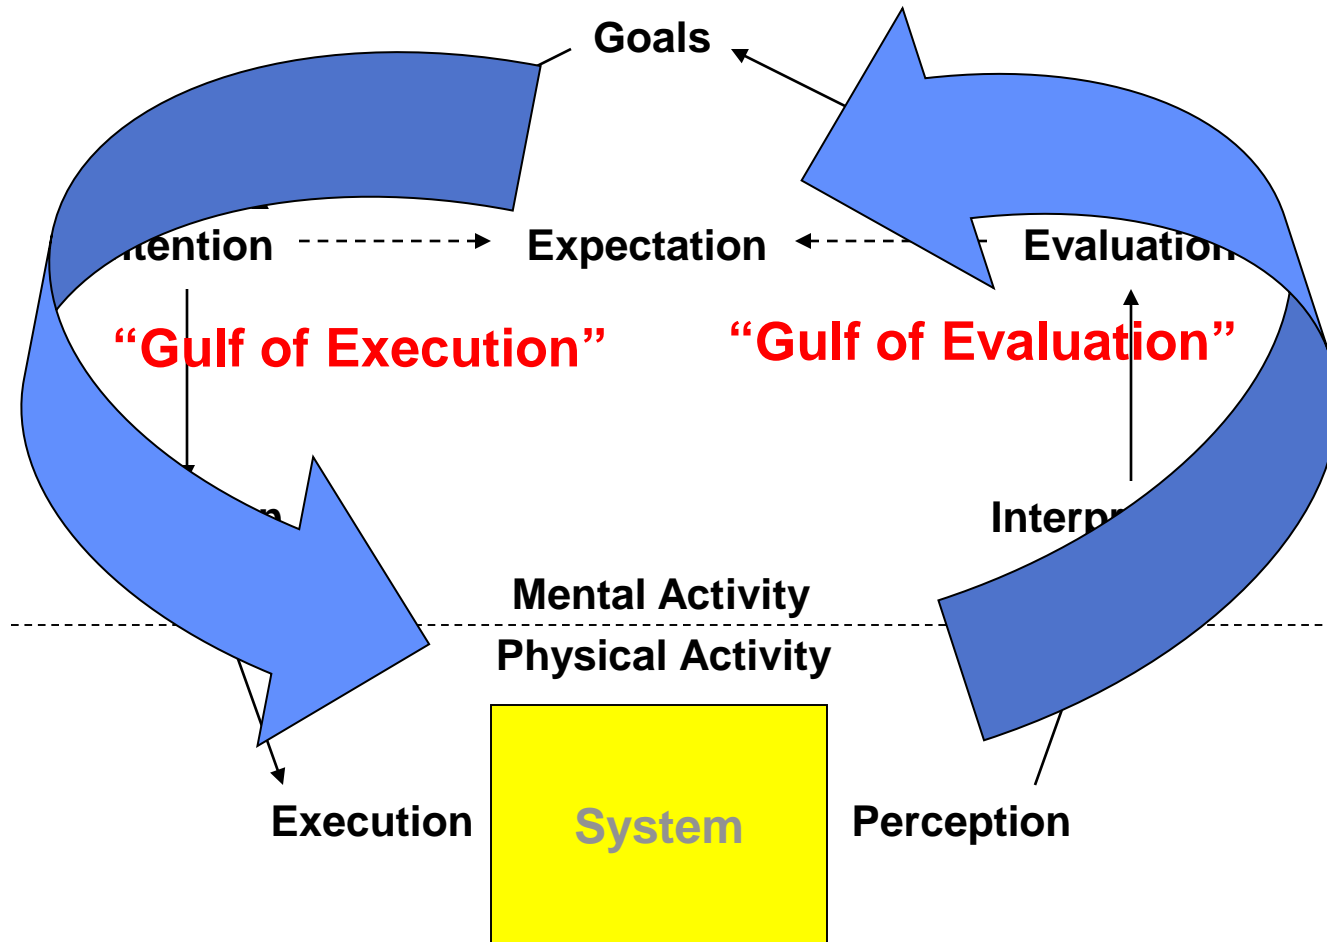 Goals
Expectation
Evaluation
“Gulf of Execution”
“Gulf of Evaluation”
Mental Activity
Physical Activity
Execution
System
Perception